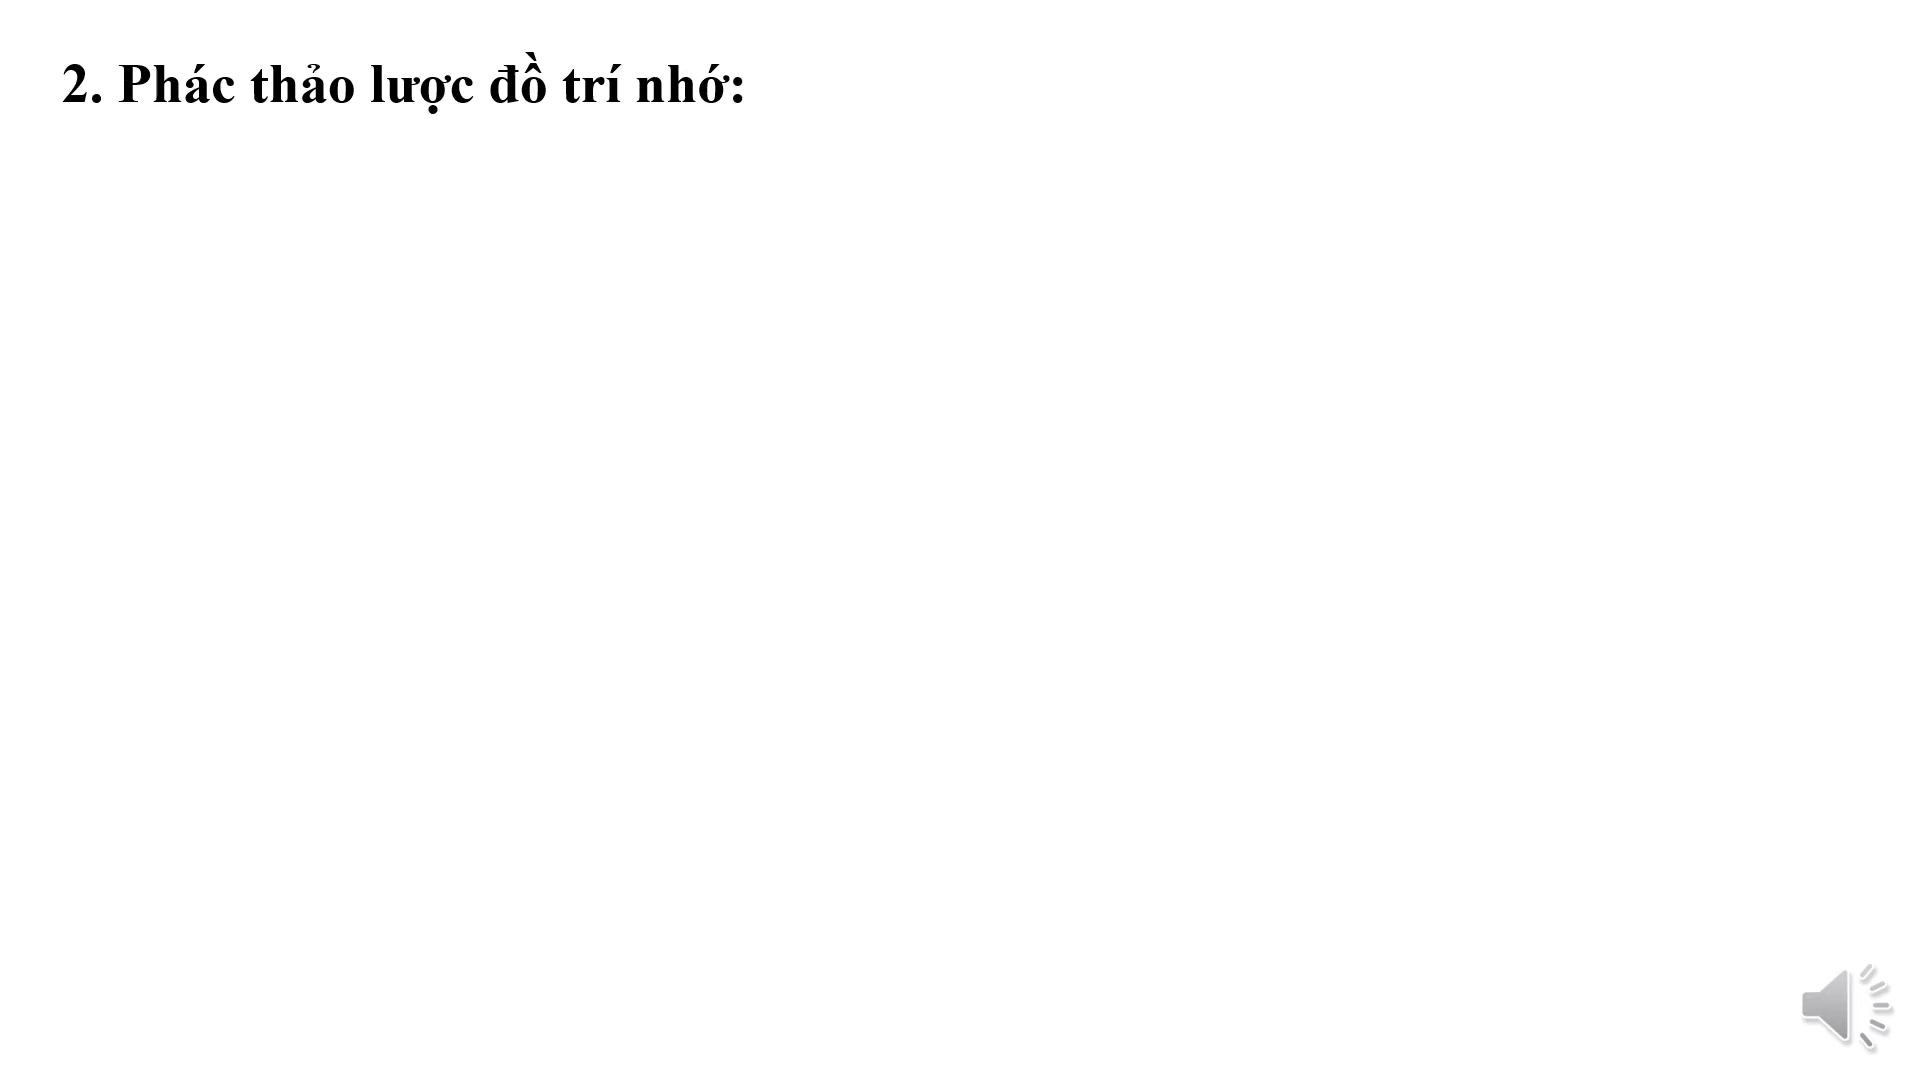 2. Phác thảo lược đồ trí nhớ: